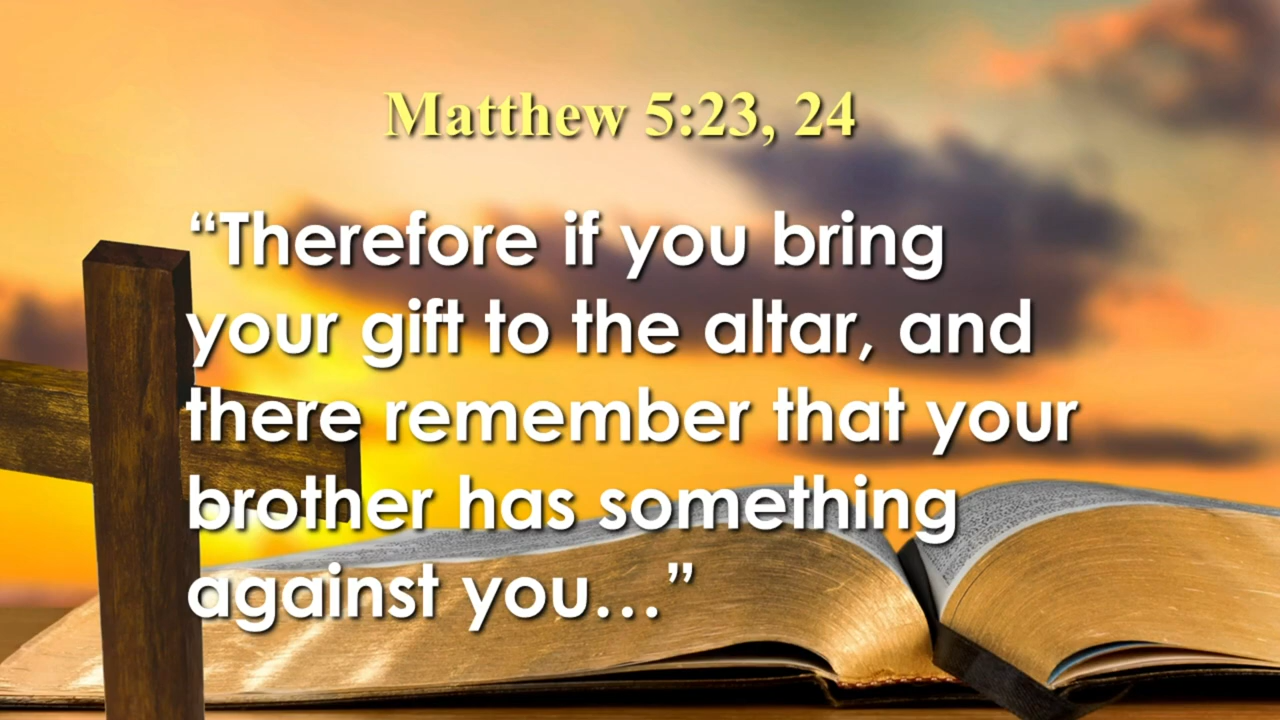 Matthew 5:23, 24
“Therefore if you bring
your gift to the altar, and
there remember that your
brother has something
against you…”